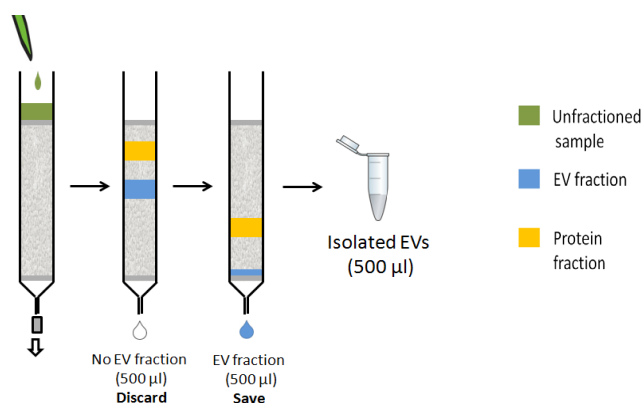 Unfractioned
sample
EV fraction
Protein
fraction
Isolated EVs
(500 µl)
No EV fraction
(500 µl)
Discard
EV fraction
(500 µl)
Save